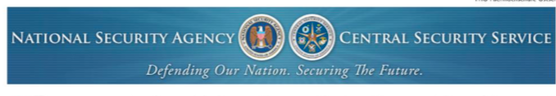 NATIONAL SECURITY AGENCY CENTRAL SECURITY SERVICE
Defending Our Nation. Securing The Future.